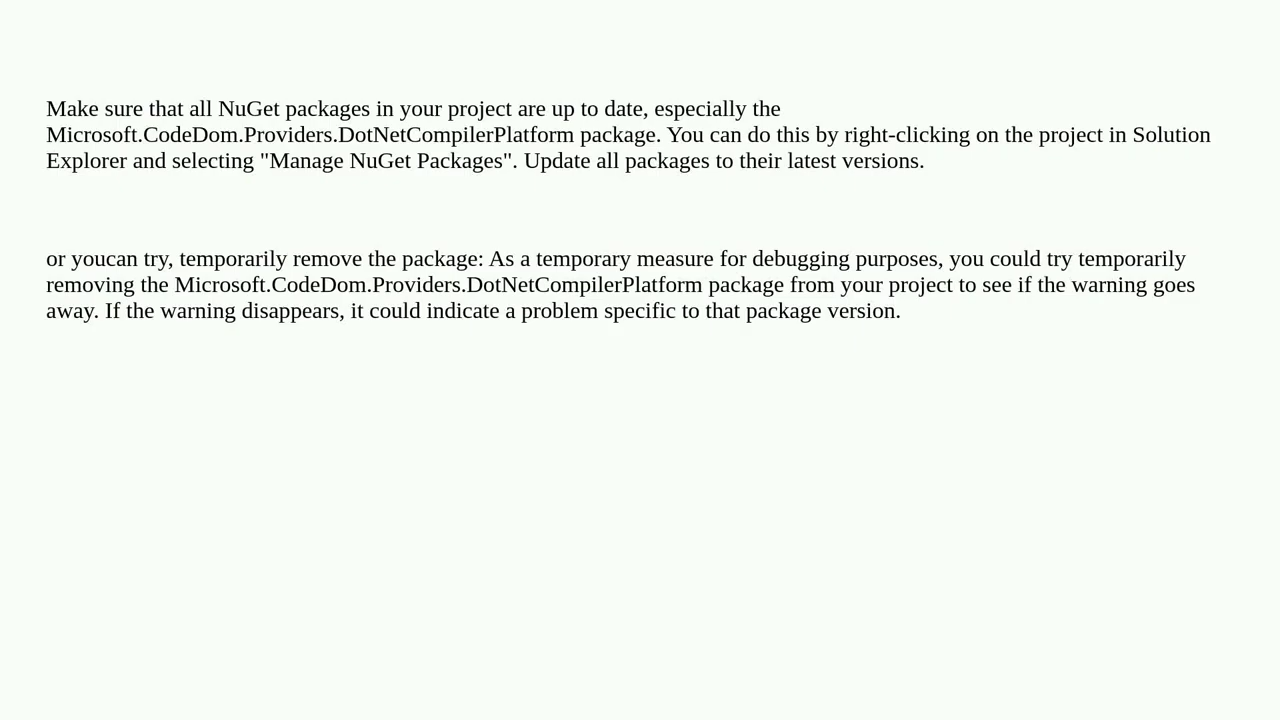 Make sure that all NuGet packages in your project are up to date, especially the
Microsoft.CodeDom.Providers.DotNetCompilerPlatform package. You can do this by right-clicking on the project in Solution
Explorer and selecting "Manage NuGet Packages". Update all packages to their latest versions.
or youcan try, temporarily remove the package: As a temporary measure for debugging purposes, you could try temporarily
removing the Microsoft.CodeDom.Providers.DotNetCompilerPlatform package from your project to see if the warning goes
away. If the warning disappears, it could indicate a problem specific to that package version.